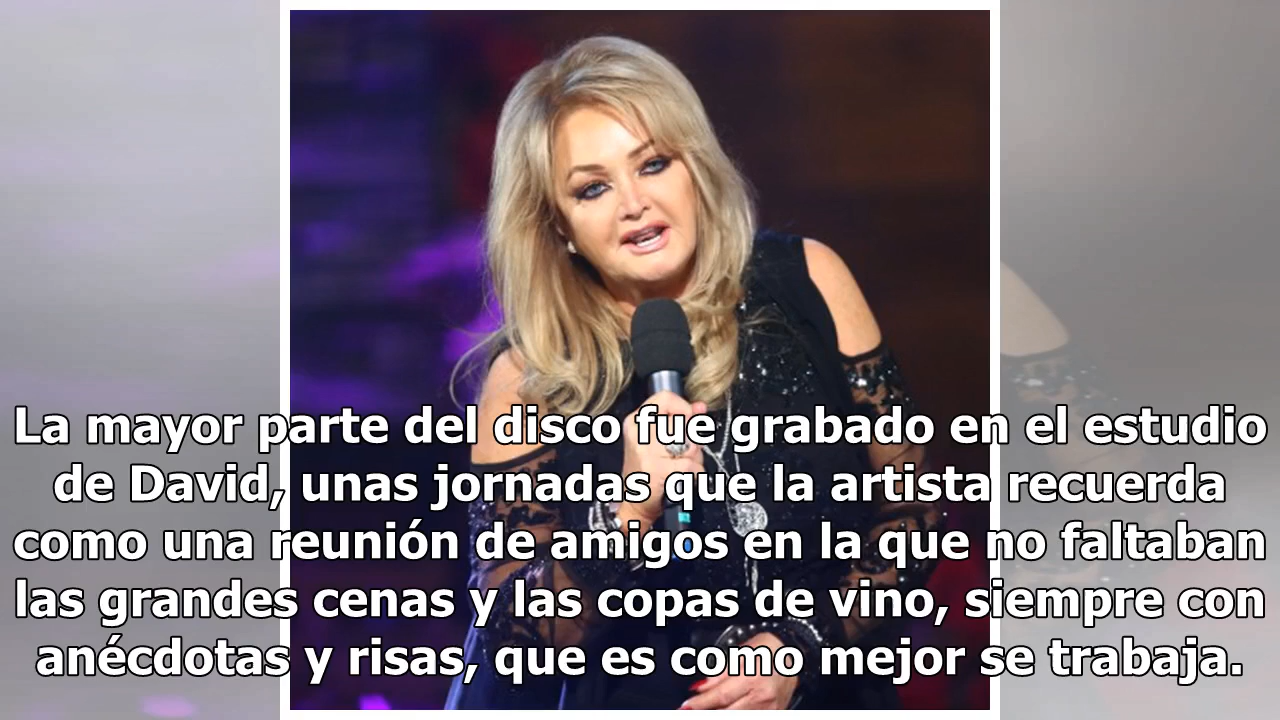 La mayor parte del disco fue grabado en el estudio
de David, unas jornadas que la artista recuerda
como una reunión de amigos en la que no faltaban
las grandes cenas y las copas de vino, siempre con
anécdotas y risas, que es como mejor se trabaja.